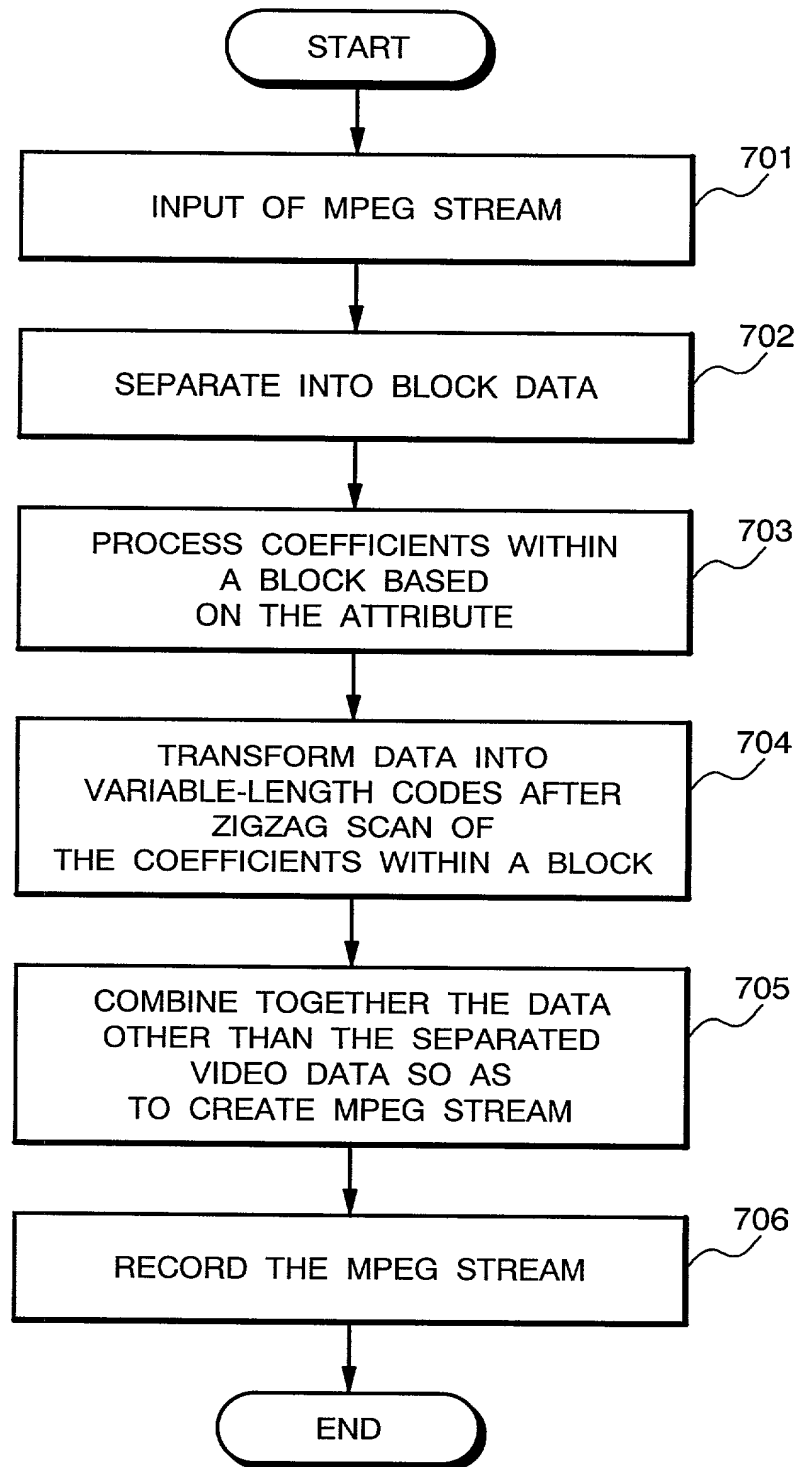 START
701
INPUT OF MPEG STREAM
702
SEPARATE INTO BLOCK DATA
703
PROCESS COEFFICIENTS WITHIN
A BLOCK BASED
ON THE ATTRIBUTE
704
TRANSFORM DATA INTO
VARIABLE-LENGTH CODES AFTER
ZIGZAG SCAN OF
THE COEFFICIENTS WITHIN A BLOCK
705
COMBINE TOGETHER THE DATA
OTHER THAN THE SEPARATED
VIDEO DATA SO AS
TO CREATE MPEG STREAM
706
RECORD THE MPEG STREAM
END